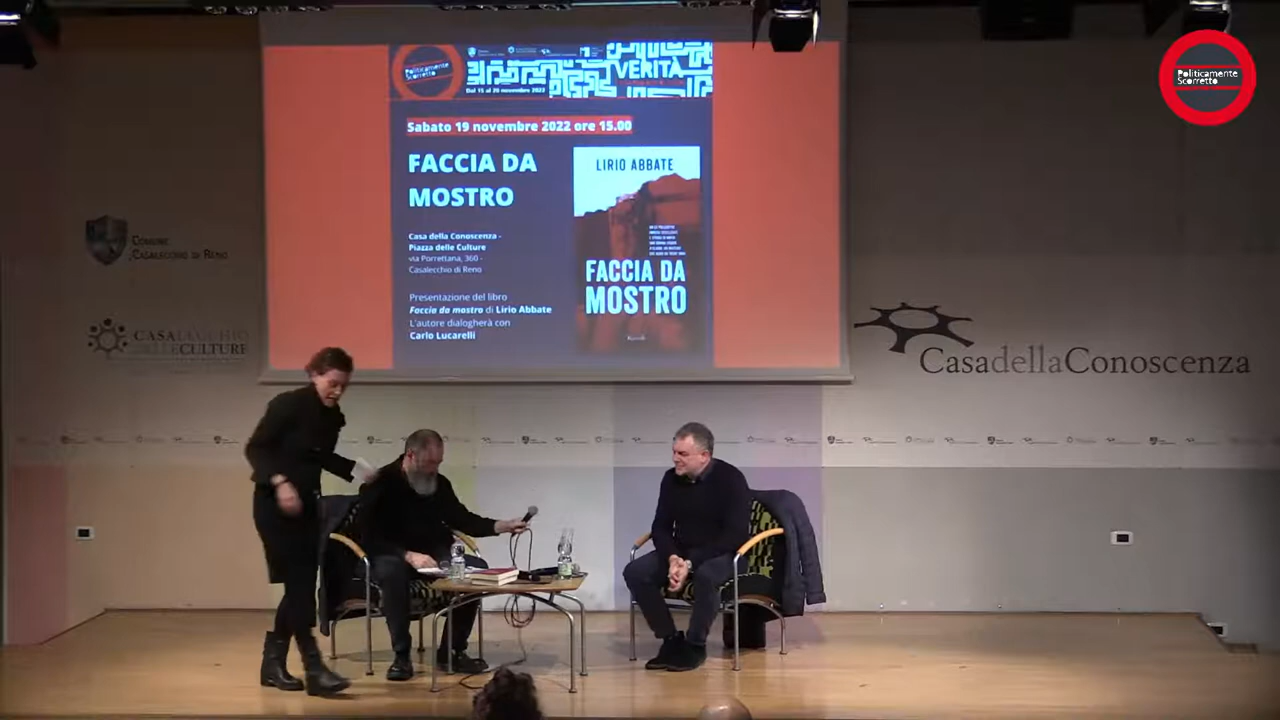 Politicamente
Scorretto
VERITÀ
Dal 15 al 20 novembre 2022
Sabato 19 novembre 2022 ore 15.00
FACCIA DA
MOSTRO
Casa della Conoscenza -
Piazza delle Culture
via Porrettana, 360 -
Casalecchio di Reno
Presentazione del libro
Faccia da mostro di Lirio Abbate
L'autore dialogherà con
Carlo Lucarelli
LIRIO ABBATE
FACCIA DA
MOSTRO
Politicamente
Scorretto
COMUNE
CASALECCHIO DI RENO
CASALECCHIO
DELLECULTURE
CasadellaConoscenza